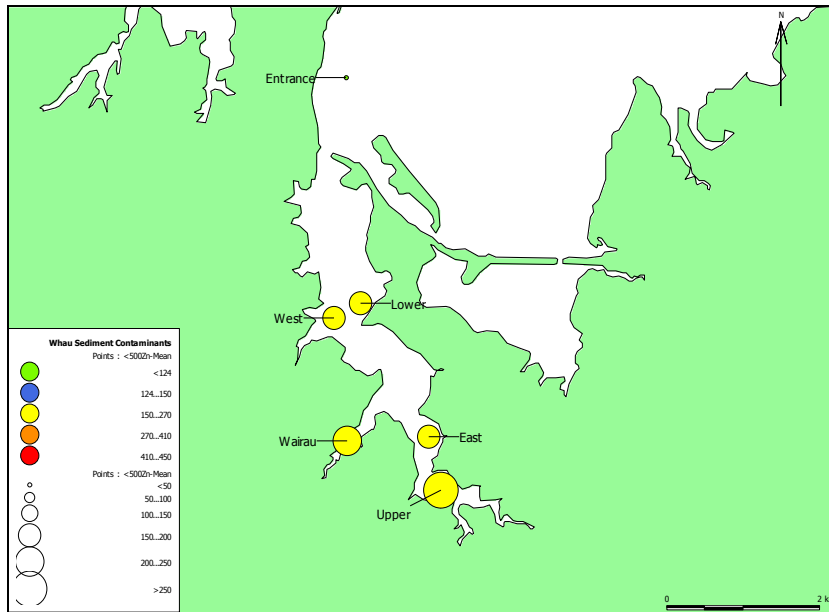 N
Entrance
Lower
West
Wairau
East
Upper
Whau Sediment Contaminants
Points : <500Zn-Mean
<124
124...150
150...270
270...410
410...450
Points : <500Zn-Mean
<50
50...100
100...150
150...200
200...250
>250
0 2 k